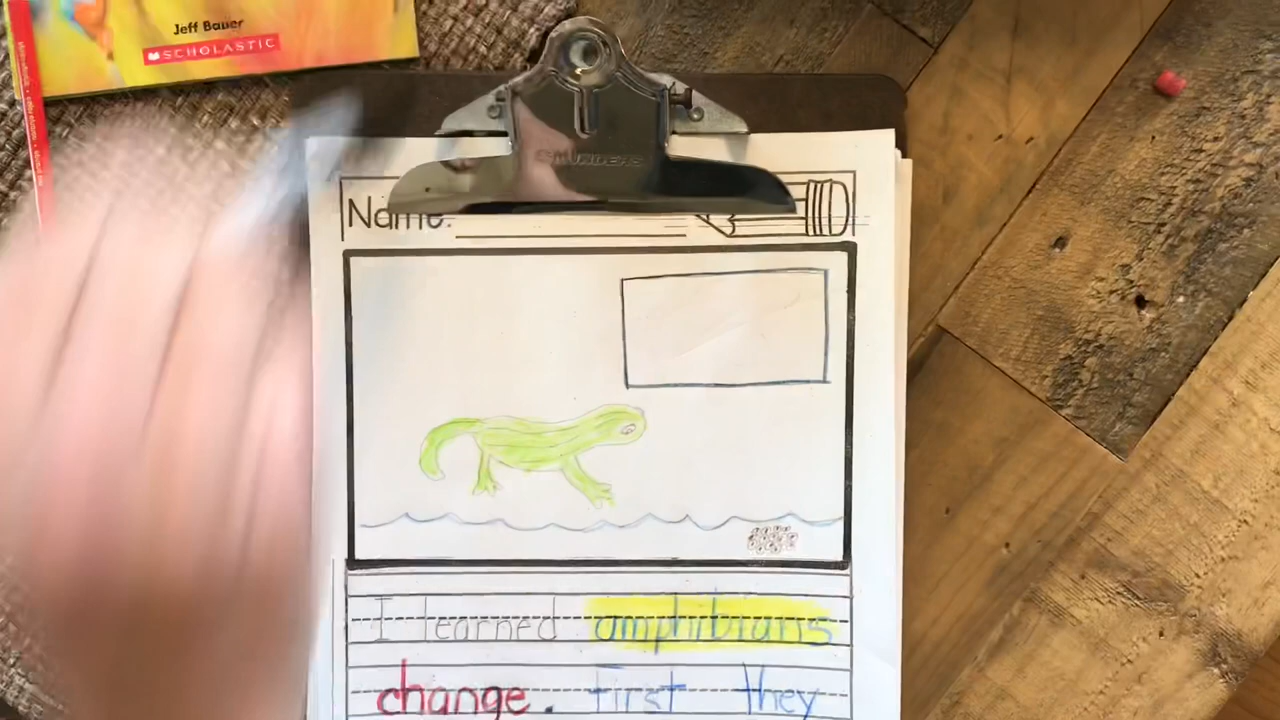 Jeff Bauer
SCHOLASTIC
SAUNDERS
Name:
I learned amphibians
change. First they